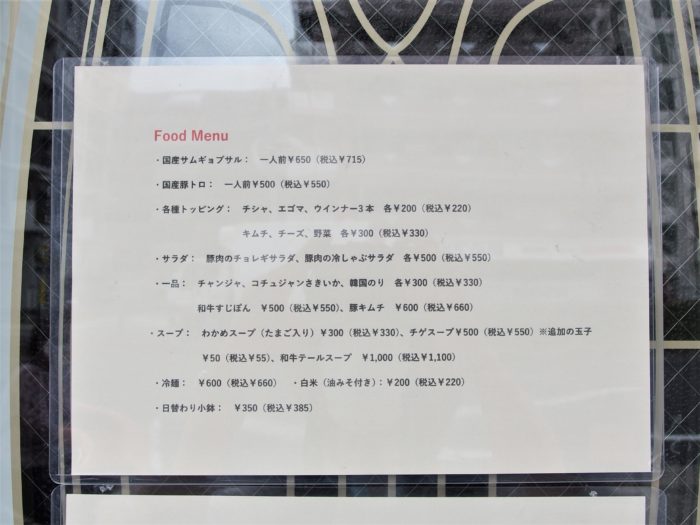 Food Menu
・国産サムギョプサル：　一人前¥650（税込¥715）
・国産豚トロ：　一人前¥500（税込¥550）
・各種トッピング：　チシャ、エゴマ、ウインナー3本　各¥200（税込¥220）
キムチ、チーズ、野菜　各¥300（税込¥330）
・サラダ：　豚肉のチョレギサラダ、豚肉の冷しゃぶサラダ　各¥500（税込¥550）
・一品：　チャンジャ、コチュジャンさきいか、韓国のり　各¥300（税込¥330）
和牛すじぽん　¥500（税込¥550）、豚キムチ　¥600（税込¥660）
・スープ：　わかめスープ（たまご入り）¥300（税込¥330）、チゲスープ¥500（税込¥550）※追加の玉子
¥50（税込¥55）、和牛テールスープ　¥1,000（税込¥1,100）
・冷麺：　¥600（税込¥660）　・白米（油みそ付き）：¥200（税込¥220）
・日替わり小鉢：　¥350（税込¥385）